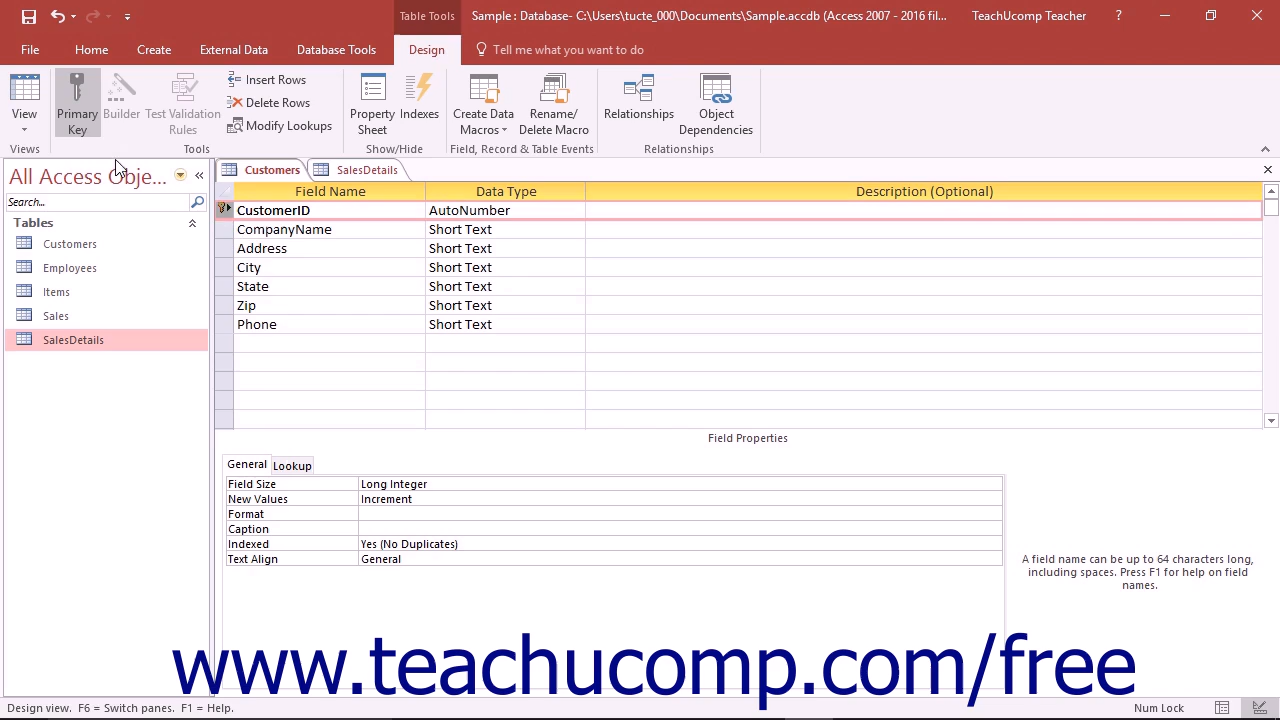 Table Tools
Sample : Database- C:\Users\tucte_000\Documents\Sample.accdb (Access 2007 - 2016 fil...
TeachUcomp Teacher
?
File
Home
Create
External Data
Database Tools
Design
Tell me what you want to do
View
Primary Key
Builder
Test Validation Rules
Insert Rows
Delete Rows
Modify Lookups
Property Sheet
Indexes
Create Data Macros
Rename/ Delete Macro
Relationships
Object Dependencies
Views
Tools
Show/Hide
Field, Record & Table Events
Relationships
All Access Obje...
Search...
Tables
Customers
Employees
Items
Sales
SalesDetails
Customers
SalesDetails
Field Name Data Type Description (Optional)
CustomerID AutoNumber
CompanyName Short Text
Address Short Text
City Short Text
State Short Text
Zip Short Text
Phone Short Text
Field Properties
General Lookup
Field Size Long Integer
New Values Increment
Format
Caption
Indexed Yes (No Duplicates)
Text Align General
A field name can be up to 64 characters long,
including spaces. Press F1 for help on field
names.
www.teachucomp.com/free
Design view. F6 = Switch panes. F1 = Help.
Num Lock